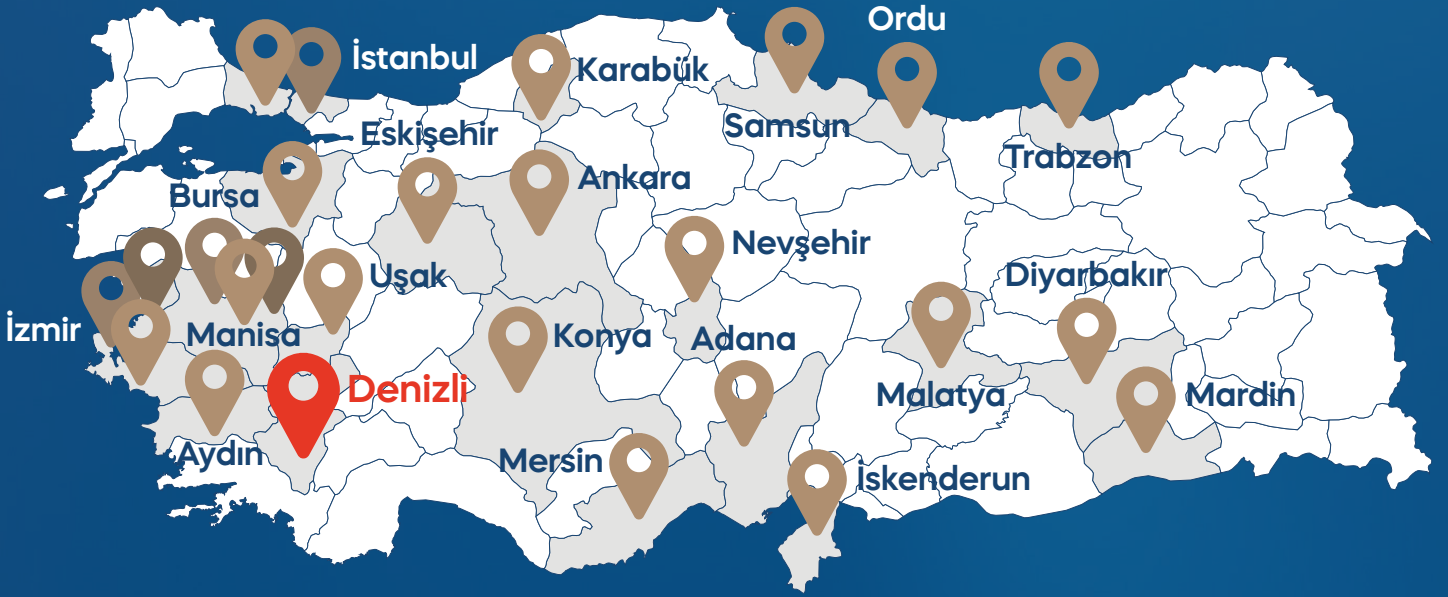 Ordu
İstanbul
Karabük
Samsun
Eskişehir
Trabzon
Ankara
Bursa
Nevşehir
Uşak
Diyarbakır
İzmir
Manisa
Konya
Adana
Denizli
Malatya
Mardin
Aydın
Mersin
İskenderun